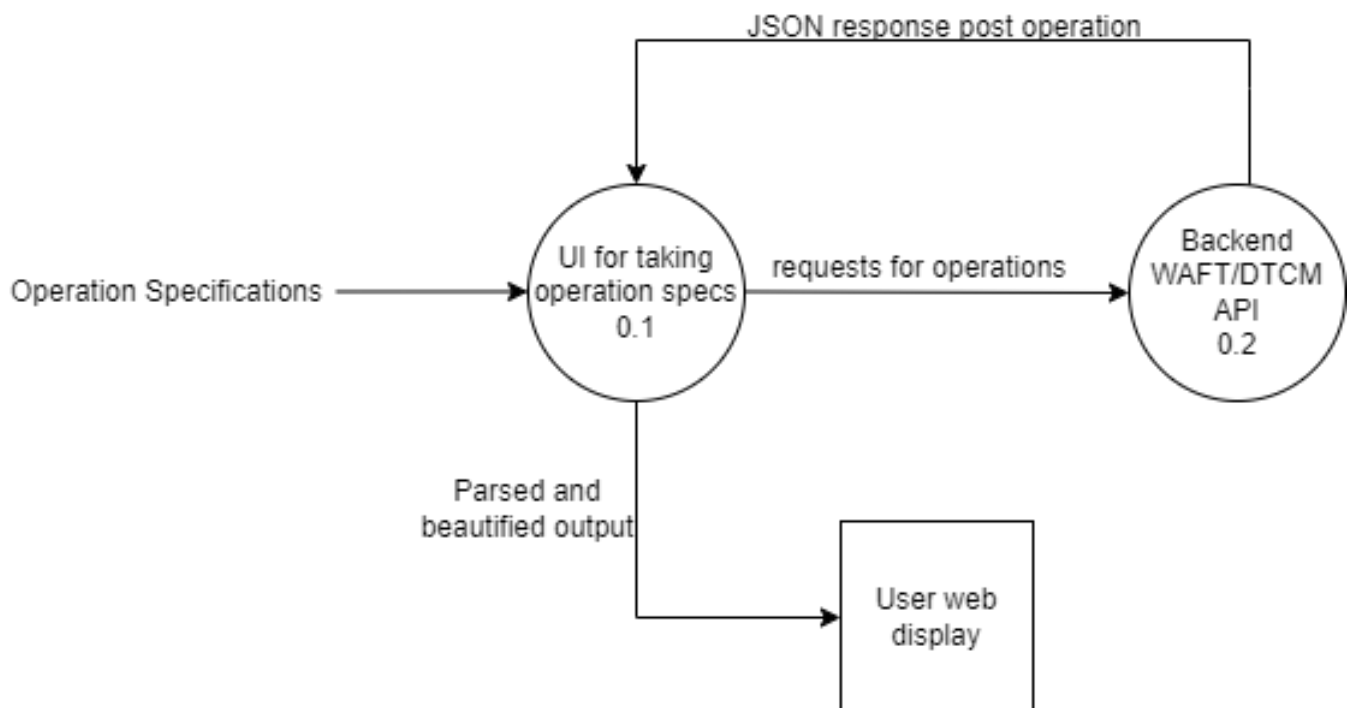 JSON response post operation
UI for taking
operation specs
0.1
Operation Specifications
requests for operations
Backend
WAFT/DTCM
API
0.2
Parsed and
beautified output
User web
display